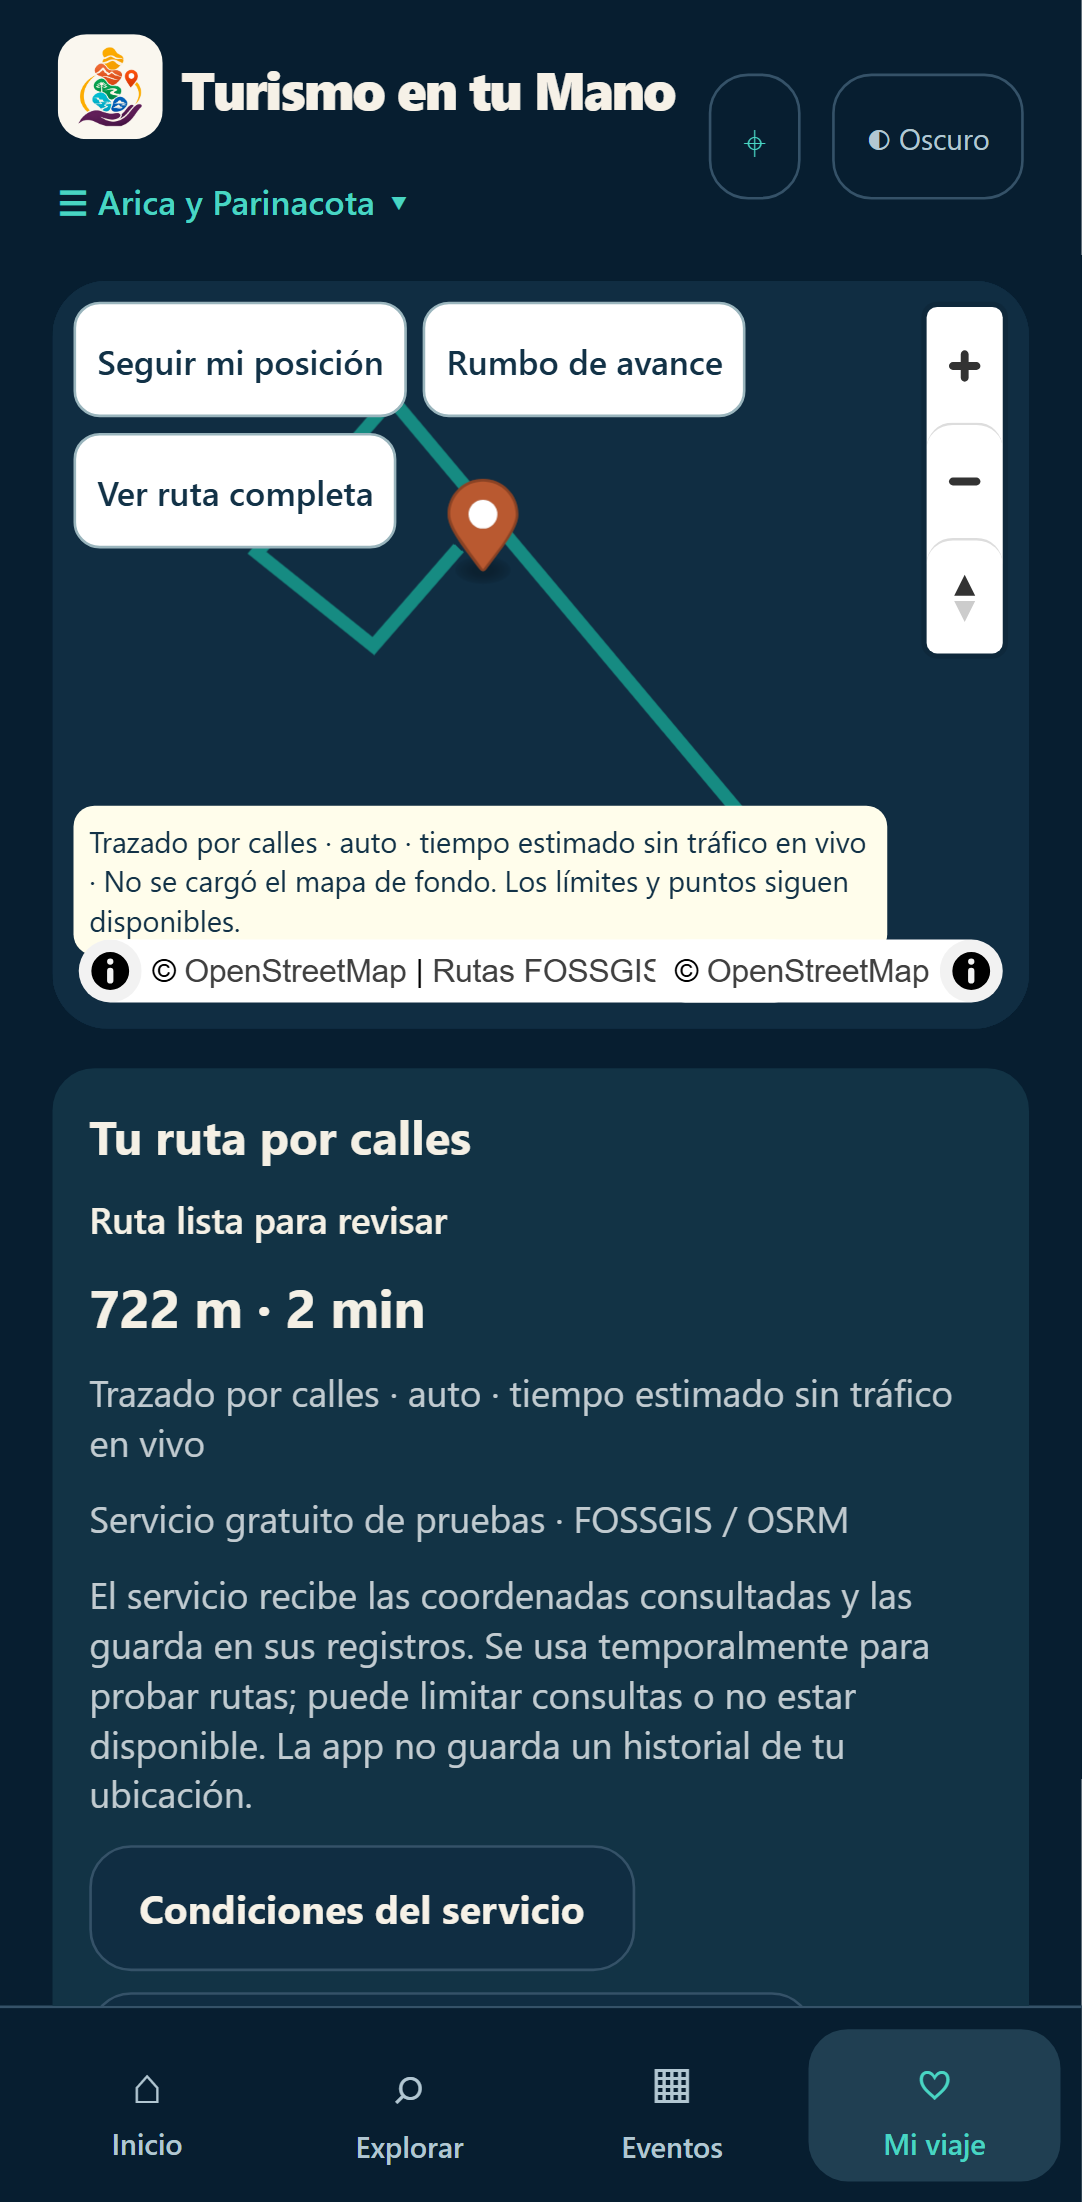 Turismo en tu Mano
☰ Arica y Parinacota ▼
◐ Oscuro
Seguir mi posición
Rumbo de avance
Ver ruta completa
Trazado por calles · auto · tiempo estimado sin tráfico en vivo
· No se cargó el mapa de fondo. Los límites y puntos siguen
disponibles.
© OpenStreetMap | Rutas FOSSGIS
© OpenStreetMap
Tu ruta por calles
Ruta lista para revisar
722 m · 2 min
Trazado por calles · auto · tiempo estimado sin tráfico
en vivo
Servicio gratuito de pruebas · FOSSGIS / OSRM
El servicio recibe las coordenadas consultadas y las
guarda en sus registros. Se usa temporalmente para
probar rutas; puede limitar consultas o no estar
disponible. La app no guarda un historial de tu
ubicación.
Condiciones del servicio
Inicio
Explorar
Eventos
Mi viaje